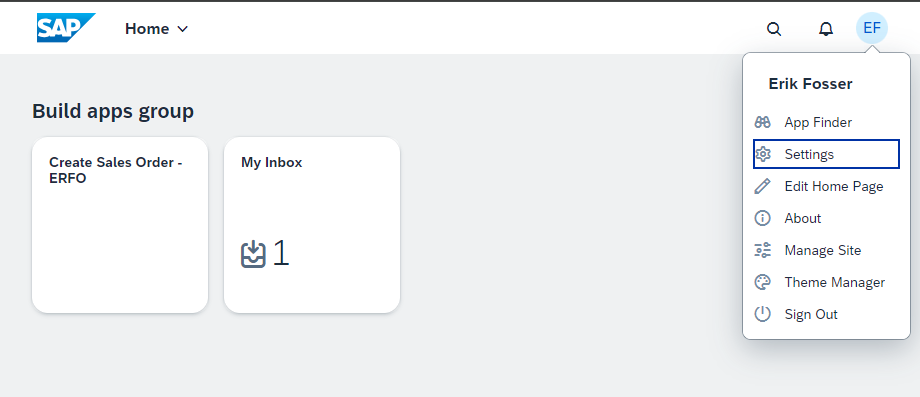 SAP
Home
EF
Erik Fosser
App Finder
Settings
Edit Home Page
About
Manage Site
Theme Manager
Sign Out
Build apps group
Create Sales Order -
ERFO
My Inbox
1